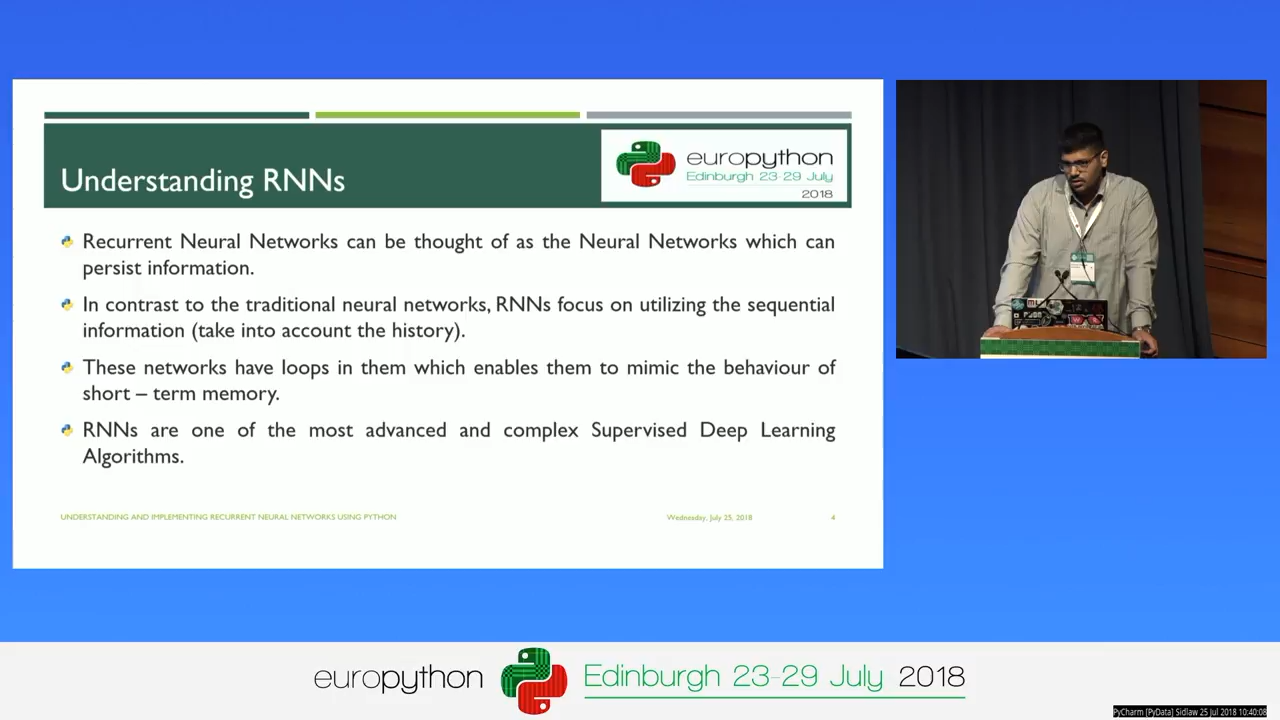 Understanding RNNs
europython
Edinburgh 23-29 July
2018
Recurrent Neural Networks can be thought of as the Neural Networks which can
persist information.
In contrast to the traditional neural networks, RNNs focus on utilizing the sequential
information (take into account the history).
These networks have loops in them which enables them to mimic the behaviour of
short – term memory.
RNNs are one of the most advanced and complex Supervised Deep Learning
Algorithms.
UNDERSTANDING AND IMPLEMENTING RECURRENT NEURAL NETWORKS USING PYTHON
Wednesday, July 25, 2018
4
europython
Edinburgh 23-29 July 2018
PyCharm [PyData] Sidlaw 25 Jul 2018 10:40:08